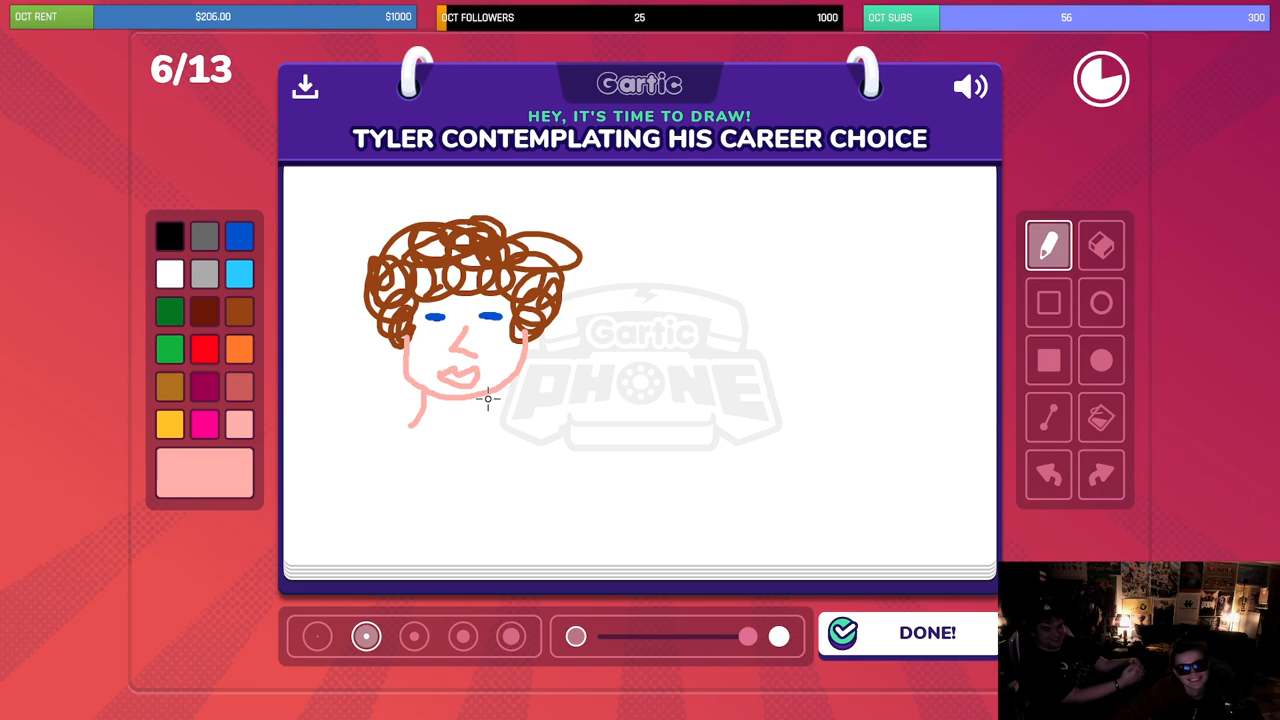 OCT RENT $206.00 $1000 OCT FOLLOWERS 25 1000 OCT SUBS 56 300
6/13
Gartic
HEY, IT'S TIME TO DRAW!
TYLER CONTEMPLATING HIS CAREER CHOICE
Gartic
PHONE
DONE!